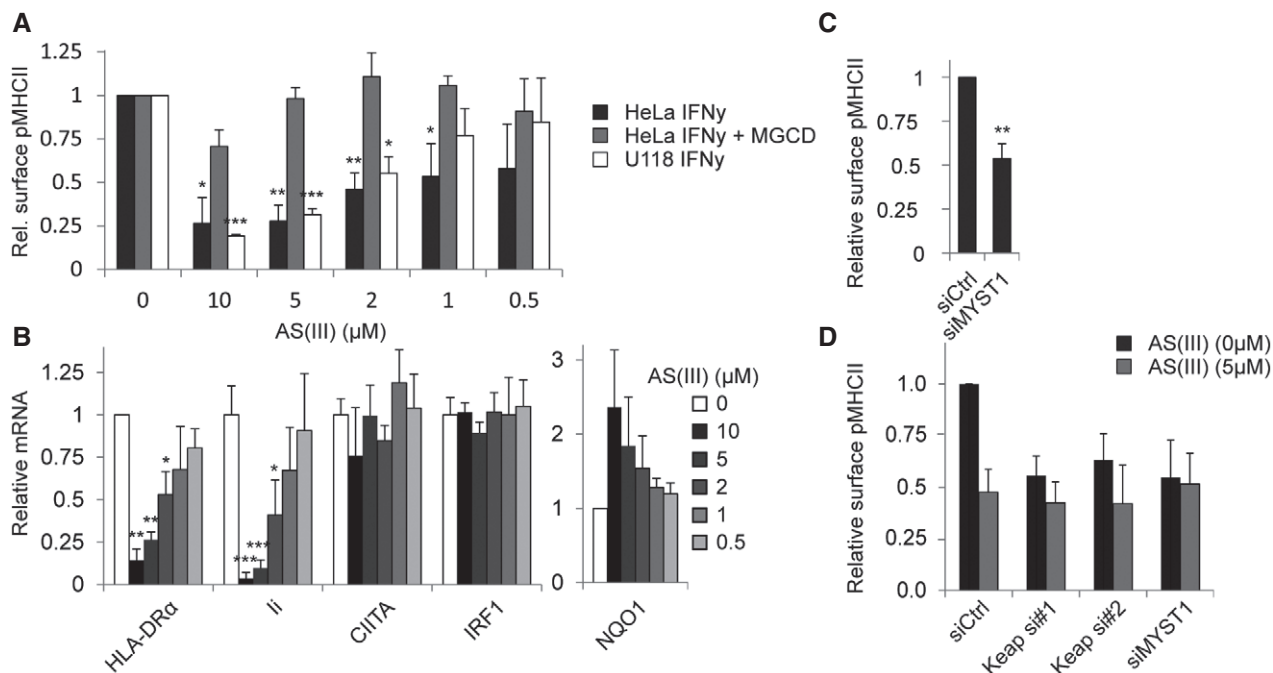 A
Rel. surface pMHCII
1.25
1
0.75
0.5
0.25
0
*
***
**
***
**
*
*
0
10
5
2
1
0.5
AS(III) (µM)
HeLa IFNy
HeLa IFNy + MGCD
U118 IFNy
B
Relative mRNA
1.25
1
0.75
0.5
0.25
0
**
**
*
***
***
*
HLA-DRα
Ii
CIITA
IRF1
3
2
1
0
NQO1
AS(III) (µM)
0
10
5
2
1
0.5
C
Relative surface pMHCII
1
0.75
0.5
0.25
0
**
siCtrl
siMYST1
D
Relative surface pMHCII
AS(III) (0µM)
AS(III) (5µM)
1.0
0.75
0.5
0.25
0.0
siCtrl
Keap si#1
Keap si#2
siMYST1